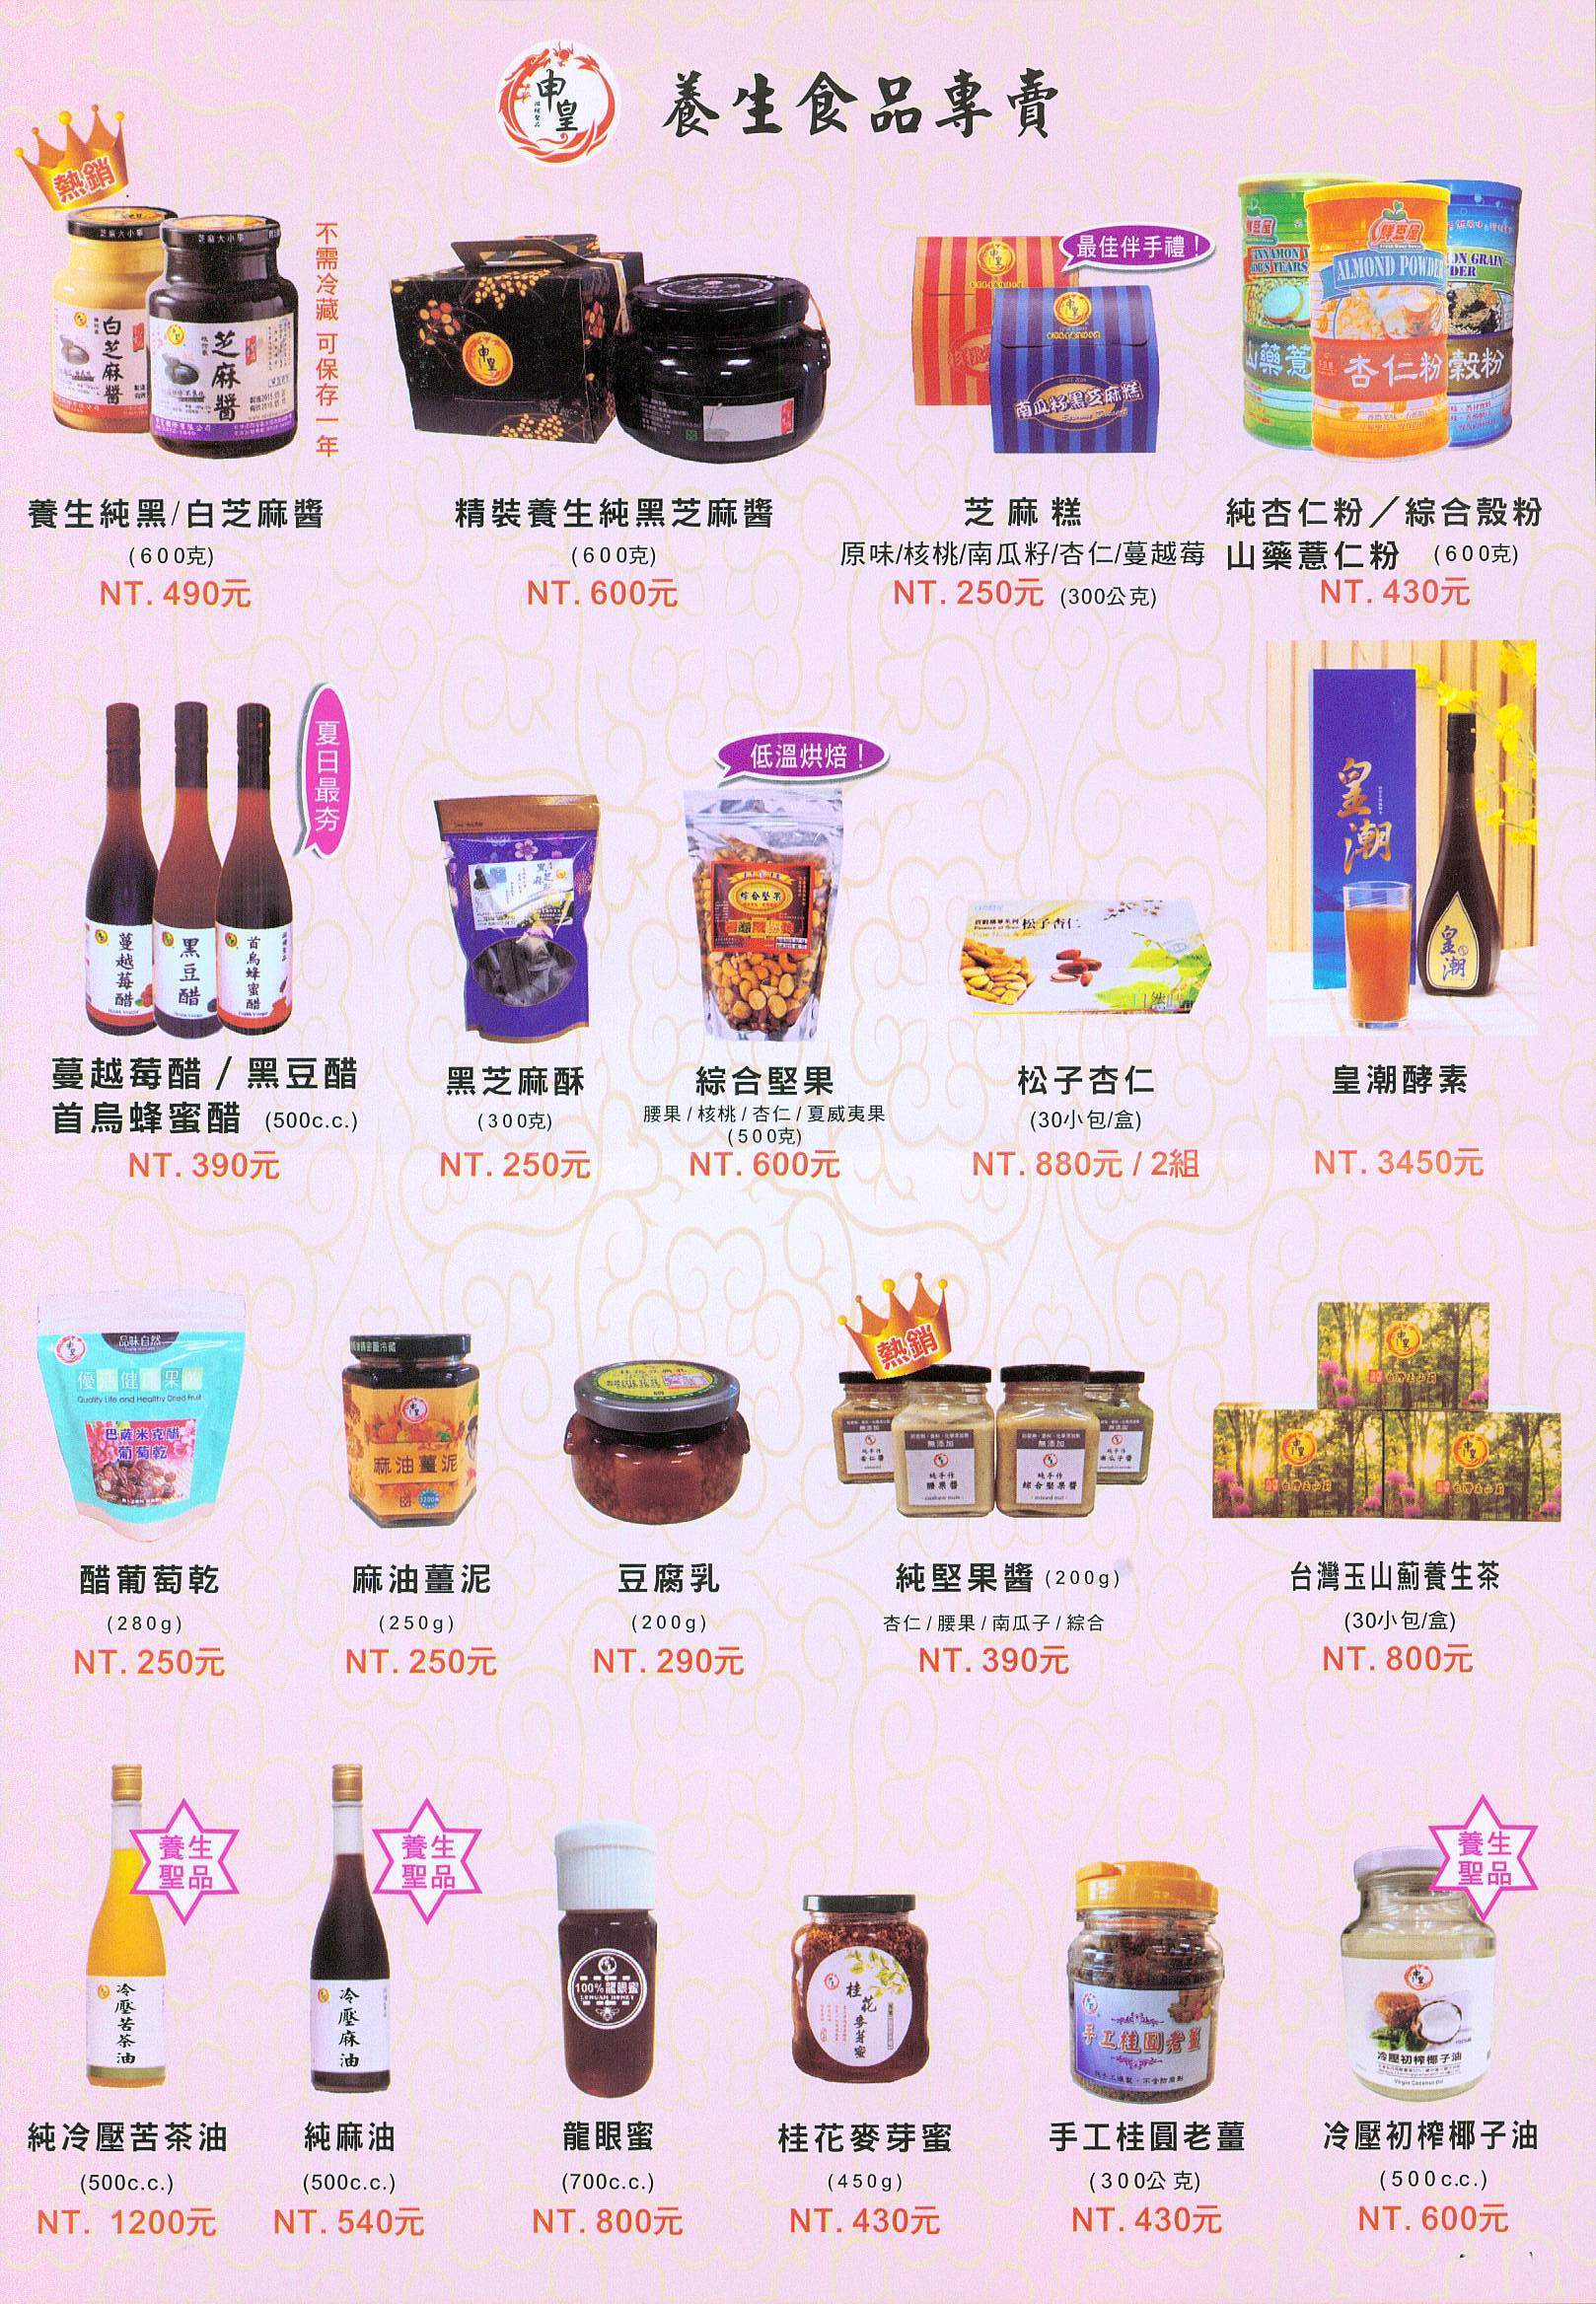 申皇
養生食品專賣
熱銷
不需冷藏 可保存一年
白芝麻醬
芝麻醬
申皇
最佳伴手禮！
南瓜籽黑芝麻糕
ALMOND POWDER
山藥薏
杏仁粉
穀粉
養生純黑/白芝麻醬
(600克)
NT. 490元
精裝養生純黑芝麻醬
(600克)
NT. 600元
芝麻糕
原味/核桃/南瓜籽/杏仁/蔓越莓
NT. 250元 (300公克)
純杏仁粉／綜合殼粉
山藥薏仁粉 (600克)
NT. 430元
夏日最夯
蔓越莓醋
黑豆醋
首烏蜂蜜醋
低溫烘焙！
綜合堅果
松子杏仁
皇潮
皇潮
蔓越莓醋 / 黑豆醋
首烏蜂蜜醋 (500c.c.)
NT. 390元
黑芝麻酥
(300克)
NT. 250元
綜合堅果
腰果 / 核桃 / 杏仁 / 夏威夷果
(500克)
NT. 600元
松子杏仁
(30小包/盒)
NT. 880元 / 2組
皇潮酵素
NT. 3450元
品味自然
Quality Life and Healthy Dried Fruit
巴薩米克醋
葡萄乾
麻油薑泥
熱銷
無添加
純手作
腰果醬
無添加
純手作
綜合堅果醬
醋葡萄乾
(280g)
NT. 250元
麻油薑泥
(250g)
NT. 250元
豆腐乳
(200g)
NT. 290元
純堅果醬 (200g)
杏仁 / 腰果 / 南瓜子 / 綜合
NT. 390元
台灣玉山薊養生茶
(30小包/盒)
NT. 800元
養生
聖品
冷壓苦茶油
養生
聖品
冷壓麻油
100%龍眼蜜
LONGAN HONEY
桂花麥芽蜜
手工桂圓老薑
養生
聖品
申皇
冷壓初榨椰子油
Virgin Coconut Oil
純冷壓苦茶油
(500c.c.)
NT. 1200元
純麻油
(500c.c.)
NT. 540元
龍眼蜜
(700c.c.)
NT. 800元
桂花麥芽蜜
(450g)
NT. 430元
手工桂圓老薑
(300公克)
NT. 430元
冷壓初榨椰子油
(500c.c.)
NT. 600元